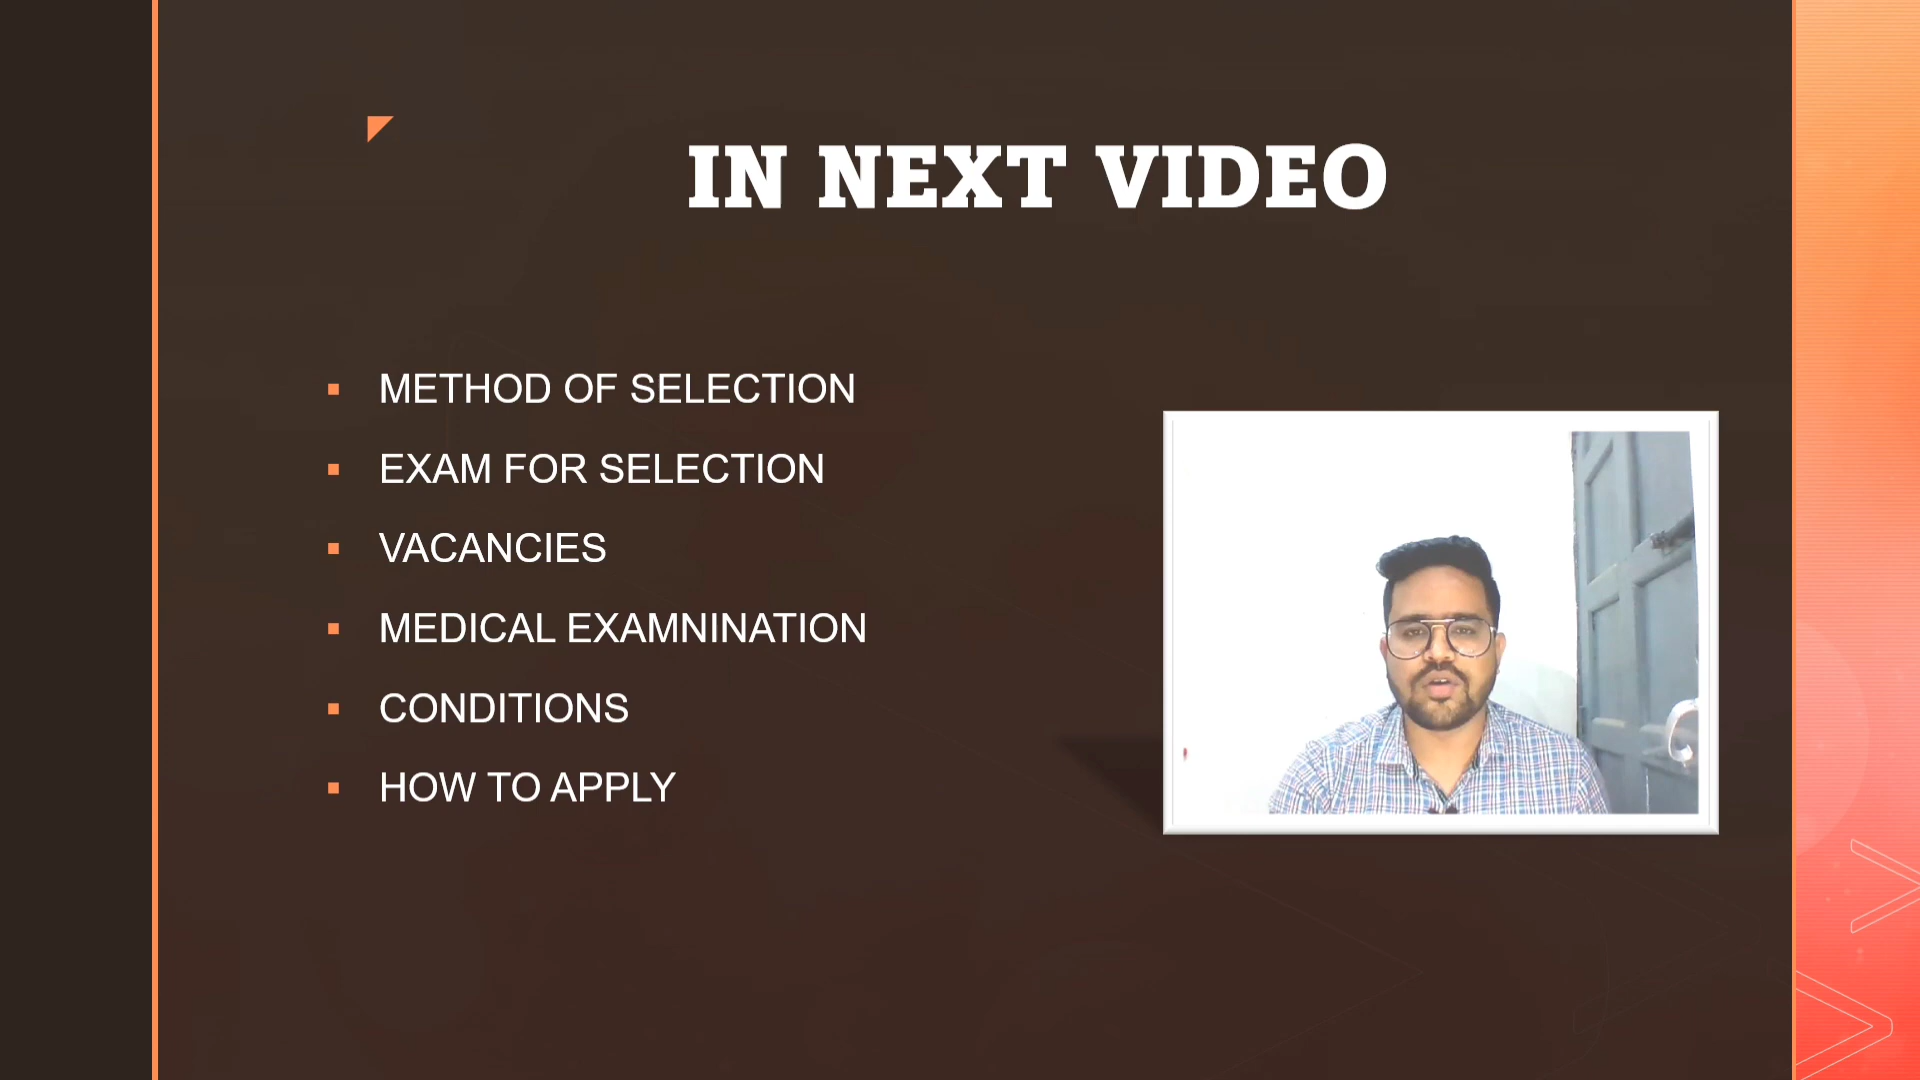 IN NEXT VIDEO
METHOD OF SELECTION
EXAM FOR SELECTION
VACANCIES
MEDICAL EXAMNINATION
CONDITIONS
HOW TO APPLY